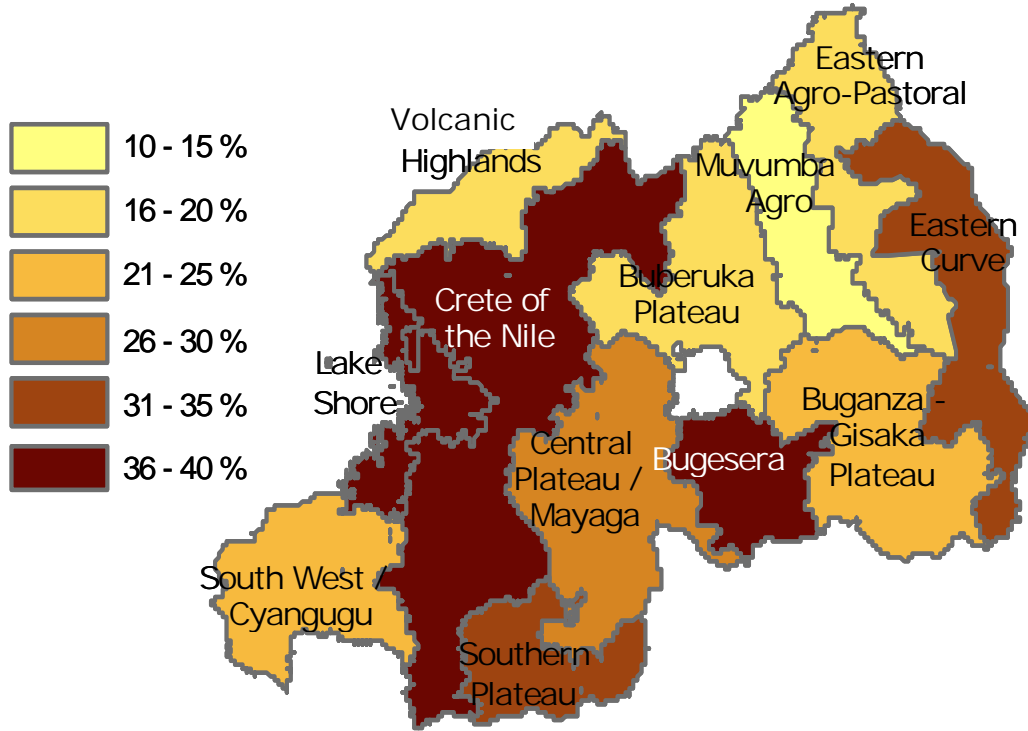 10 - 15 %
16 - 20 %
21 - 25 %
26 - 30 %
31 - 35 %
36 - 40 %
Volcanic
Highlands
Eastern
Agro-Pastoral
Muvumba
Agro
Eastern
Curve
Buberuka
Plateau
Crete of
the Nile
Lake
Shore
Buganza -
Gisaka
Plateau
Central
Plateau /
Mayaga
Bugesera
South West /
Cyangugu
Southern
Plateau